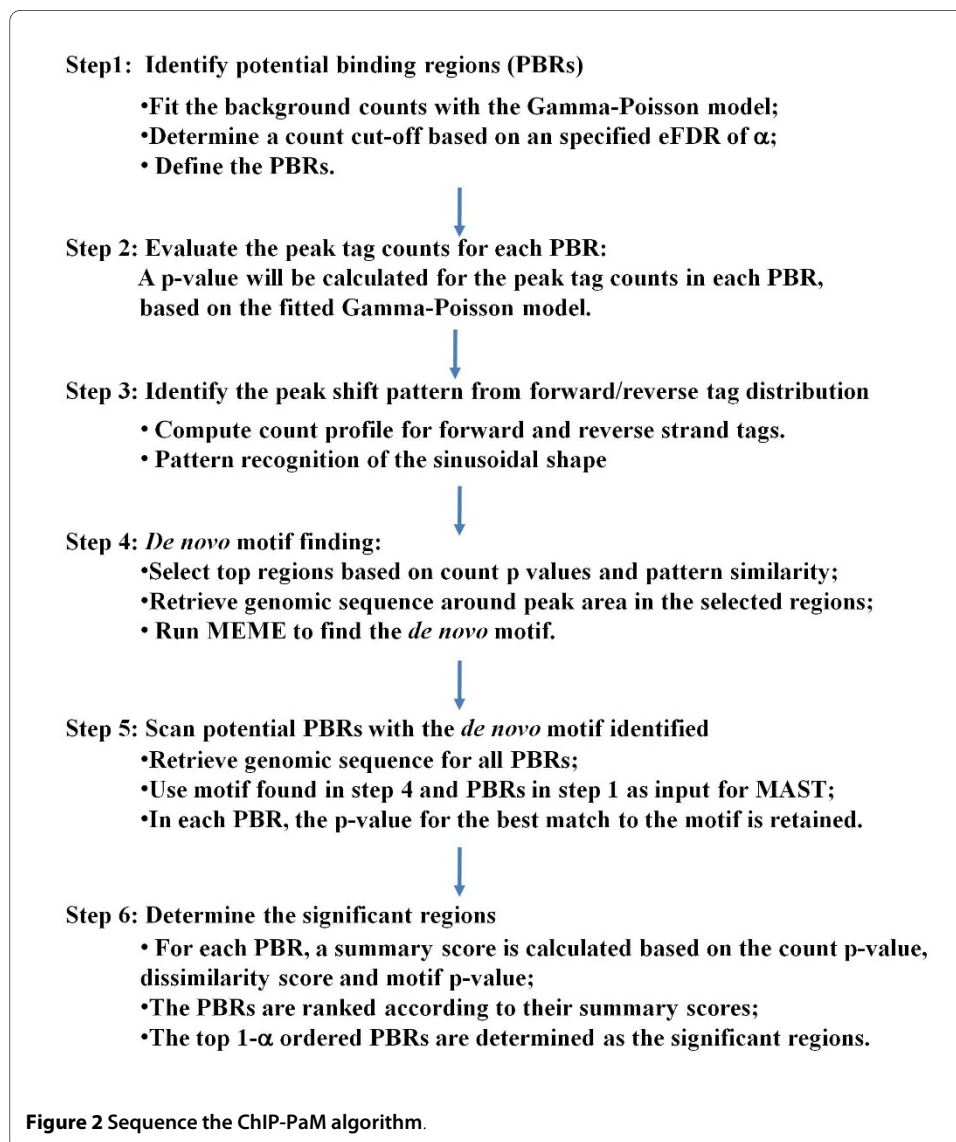 Step1: Identify potential binding regions (PBRs)
•Fit the background counts with the Gamma-Poisson model;
•Determine a count cut-off based on an specified eFDR of α;
• Define the PBRs.
Step 2: Evaluate the peak tag counts for each PBR:
A p-value will be calculated for the peak tag counts in each PBR,
based on the fitted Gamma-Poisson model.
Step 3: Identify the peak shift pattern from forward/reverse tag distribution
• Compute count profile for forward and reverse strand tags.
• Pattern recognition of the sinusoidal shape
Step 4: De novo motif finding:
•Select top regions based on count p values and pattern similarity;
•Retrieve genomic sequence around peak area in the selected regions;
• Run MEME to find the de novo motif.
Step 5: Scan potential PBRs with the de novo motif identified
•Retrieve genomic sequence for all PBRs;
•Use motif found in step 4 and PBRs in step 1 as input for MAST;
•In each PBR, the p-value for the best match to the motif is retained.
Step 6: Determine the significant regions
• For each PBR, a summary score is calculated based on the count p-value,
dissimilarity score and motif p-value;
•The PBRs are ranked according to their summary scores;
•The top 1-α ordered PBRs are determined as the significant regions.
Figure 2 Sequence the ChIP-PaM algorithm.